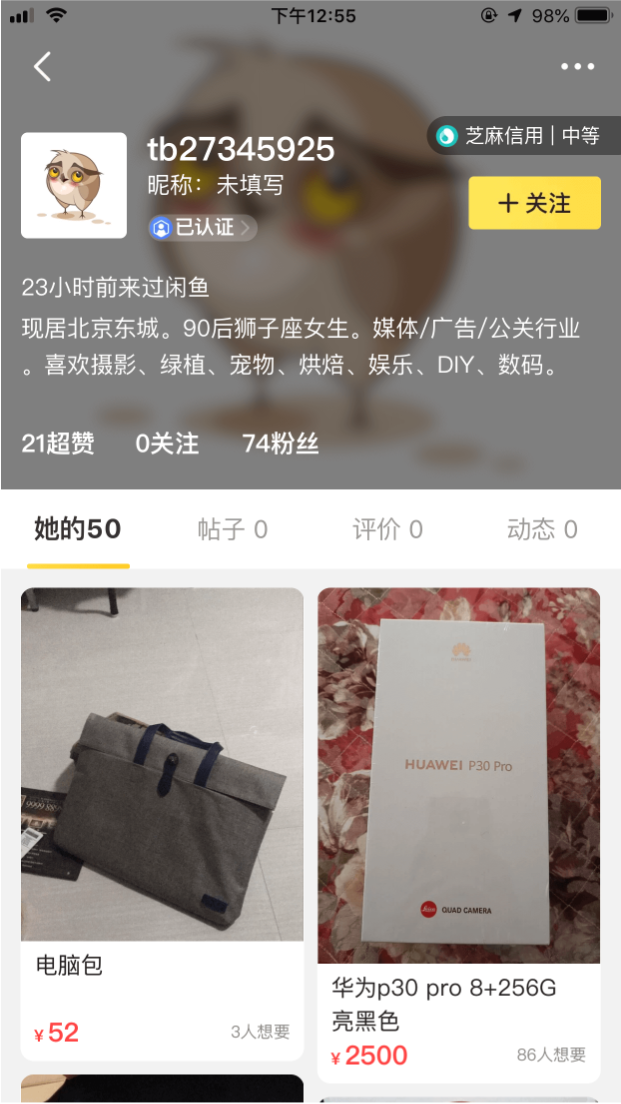 下午12:55
98%
芝麻信用 | 中等
tb27345925
昵称：未填写
已认证
＋关注
23小时前来过闲鱼
现居北京东城。90后狮子座女生。媒体/广告/公关行业
。喜欢摄影、绿植、宠物、烘焙、娱乐、DIY、数码。
21超赞 0关注 74粉丝
她的50 帖子 0 评价 0 动态 0
9999
HUAWEI P30 Pro
Leica QUAD CAMERA
电脑包
¥52 3人想要
华为p30 pro 8+256G
亮黑色
¥2500 86人想要